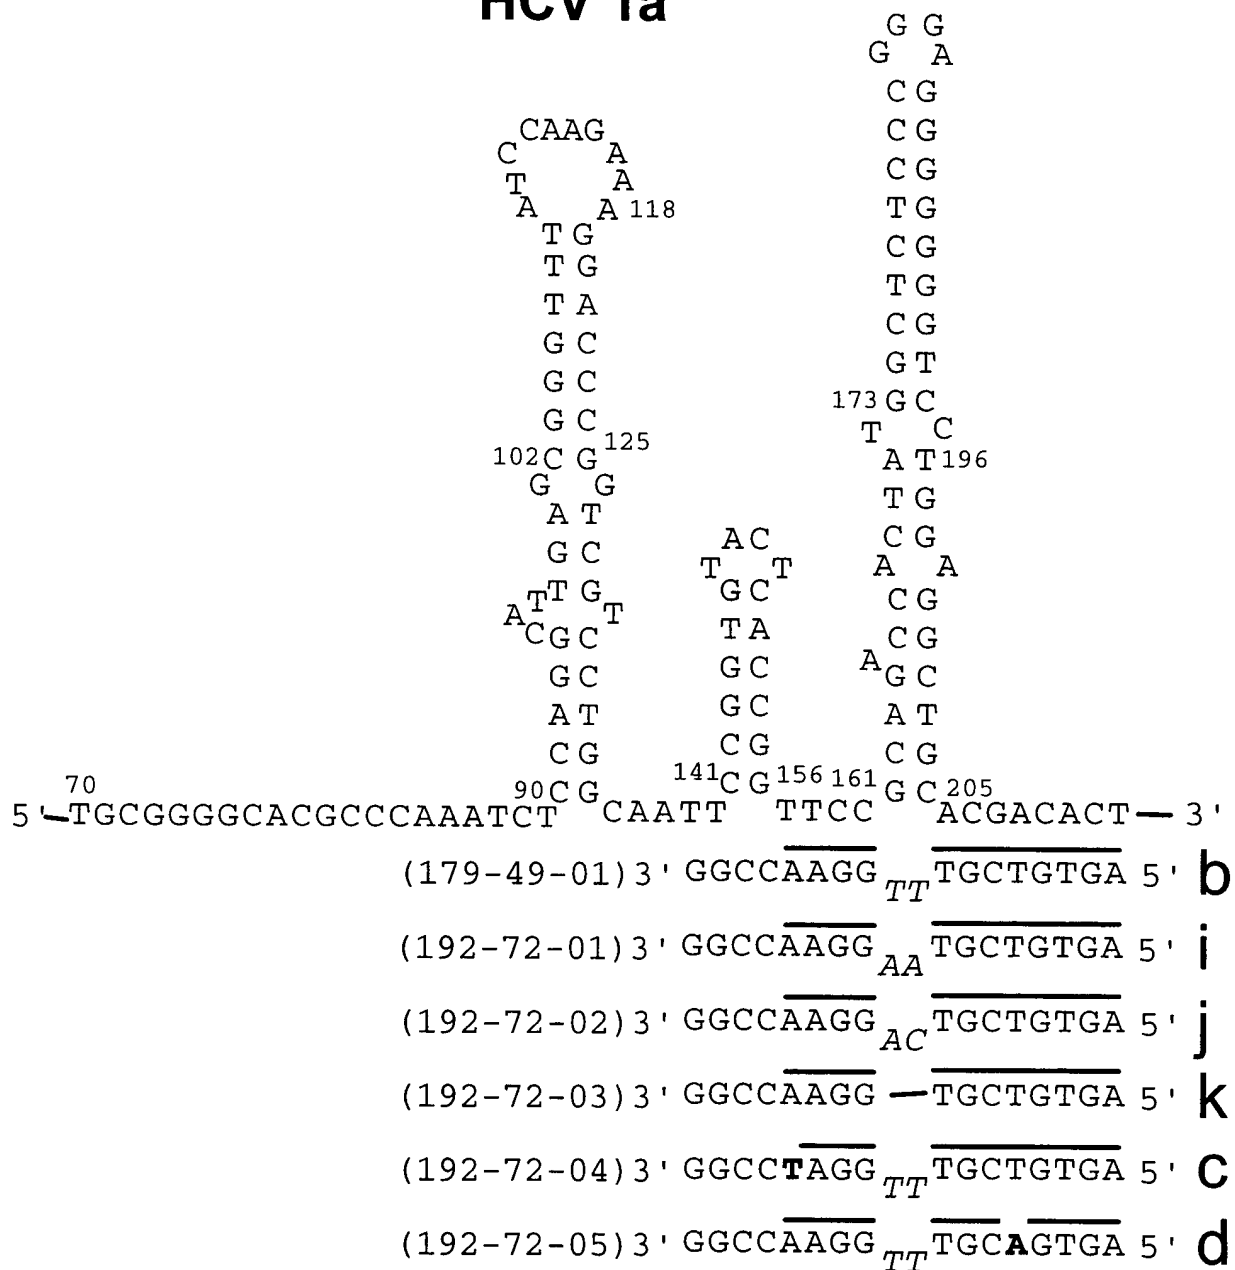 HCV 1a
G G
G A
C G
C G
CAAG
C A
C G
T A
T G
A A 118
T G
C G
T G
T G
T A
C G
G C
G T
G C
173 G C
G C
125
T C
102 C G
A T 196
G G
T G
A T
AC
C G
G C
T T
A A
T T G
G C
C G
A T
C G C
T A
C G
G C
G C
A G C
A T
G C
A T
C G
C G
C G
70
90 C G
141 C G 156 161 G C 205
5'—TGCGGGGCACGCCCAAATCT CAATT TTCC ACGACACT— 3'
(179-49-01)3' GGCCAAGG TT TGCTGTGA 5' b
(192-72-01)3' GGCCAAGG AA TGCTGTGA 5' i
(192-72-02)3' GGCCAAGG AC TGCTGTGA 5' j
(192-72-03)3' GGCCAAGG — TGCTGTGA 5' k
(192-72-04)3' GGCCTAGG TT TGCTGTGA 5' c
(192-72-05)3' GGCCAAGG TT TGCAGTGA 5' d